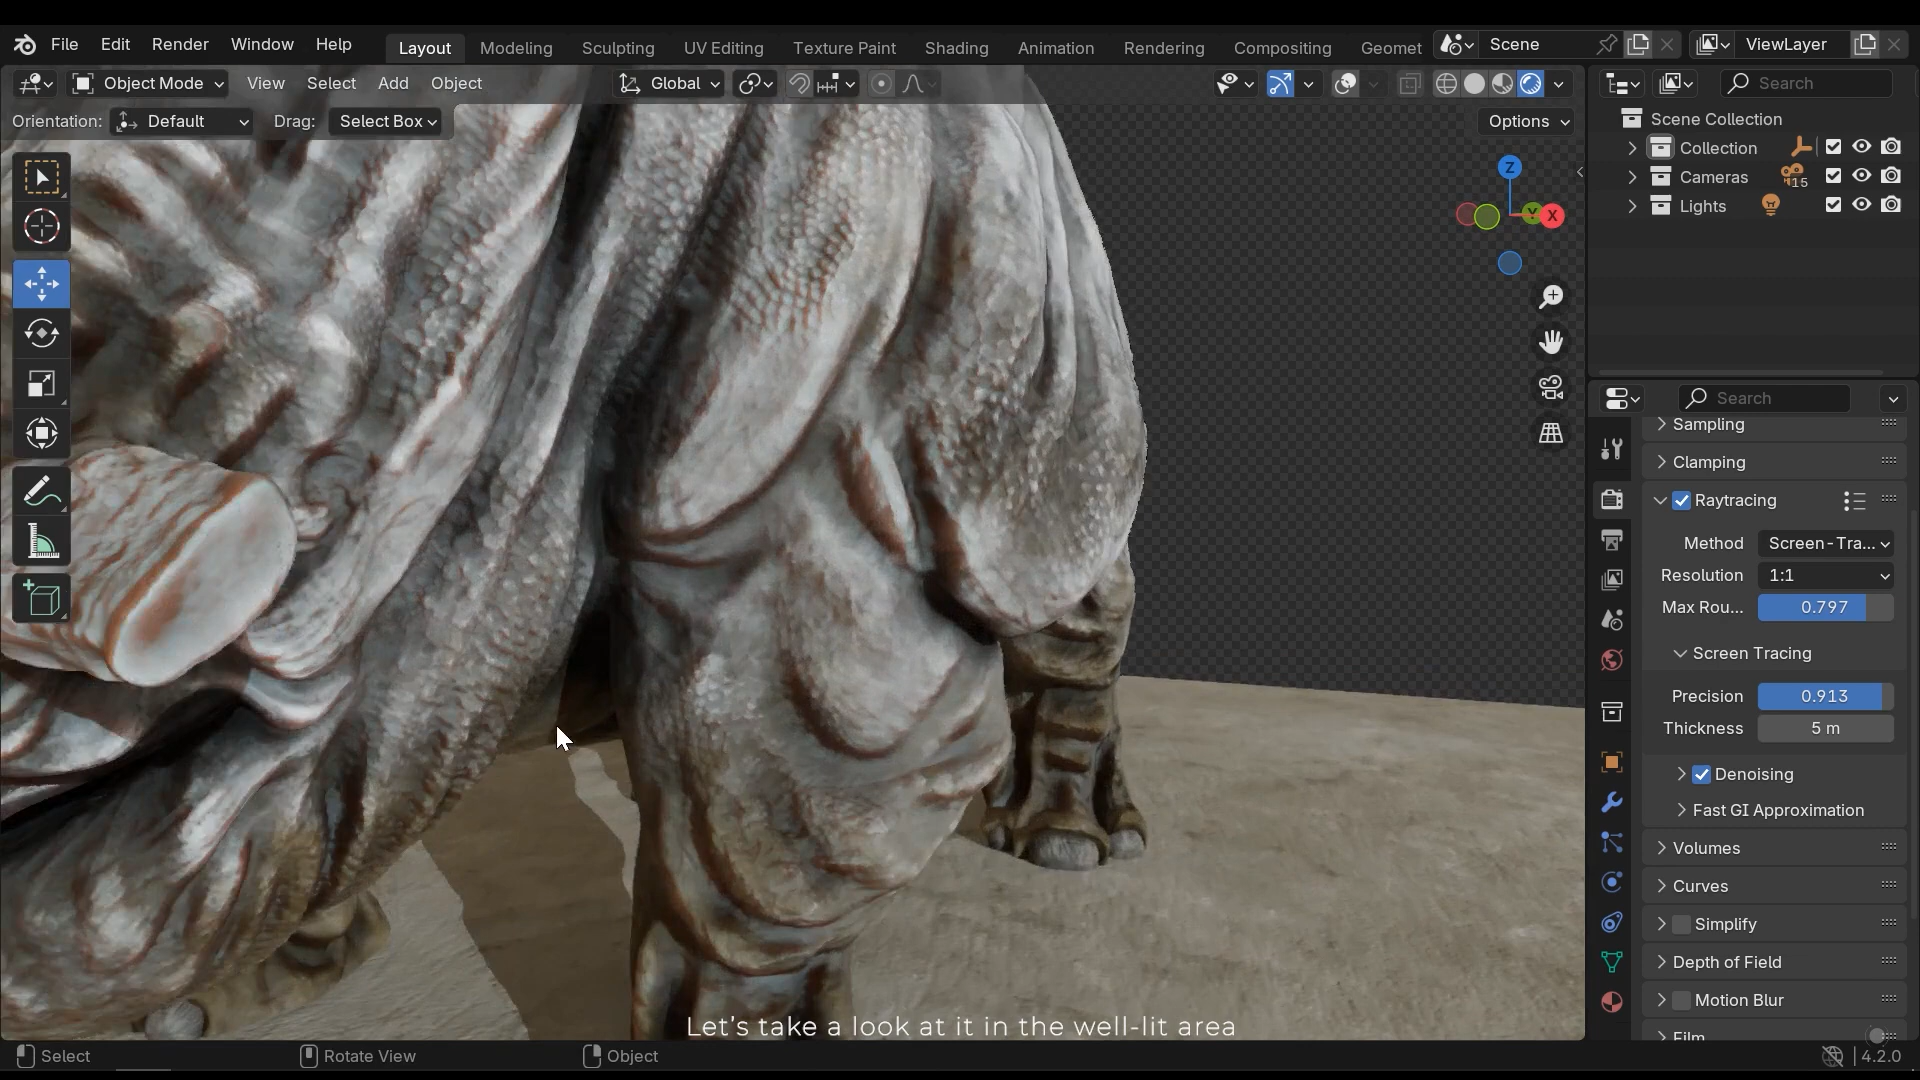 File Edit Render Window Help Layout Modeling Sculpting UV Editing Texture Paint Shading Animation Rendering Compositing Geomet Scene ViewLayer
Object Mode View Select Add Object Global Search
Orientation: Default Drag: Select Box Options
Scene Collection
Collection
Cameras 15
Lights
Z
Y X
Search
Sampling
Clamping
Raytracing
Method Screen-Tra...
Resolution 1:1
Max Rou... 0.797
Screen Tracing
Precision 0.913
Thickness 5 m
Denoising
Fast GI Approximation
Volumes
Curves
Simplify
Depth of Field
Motion Blur
Film
Let's take a look at it in the well-lit area
Select Rotate View Object 4.2.0